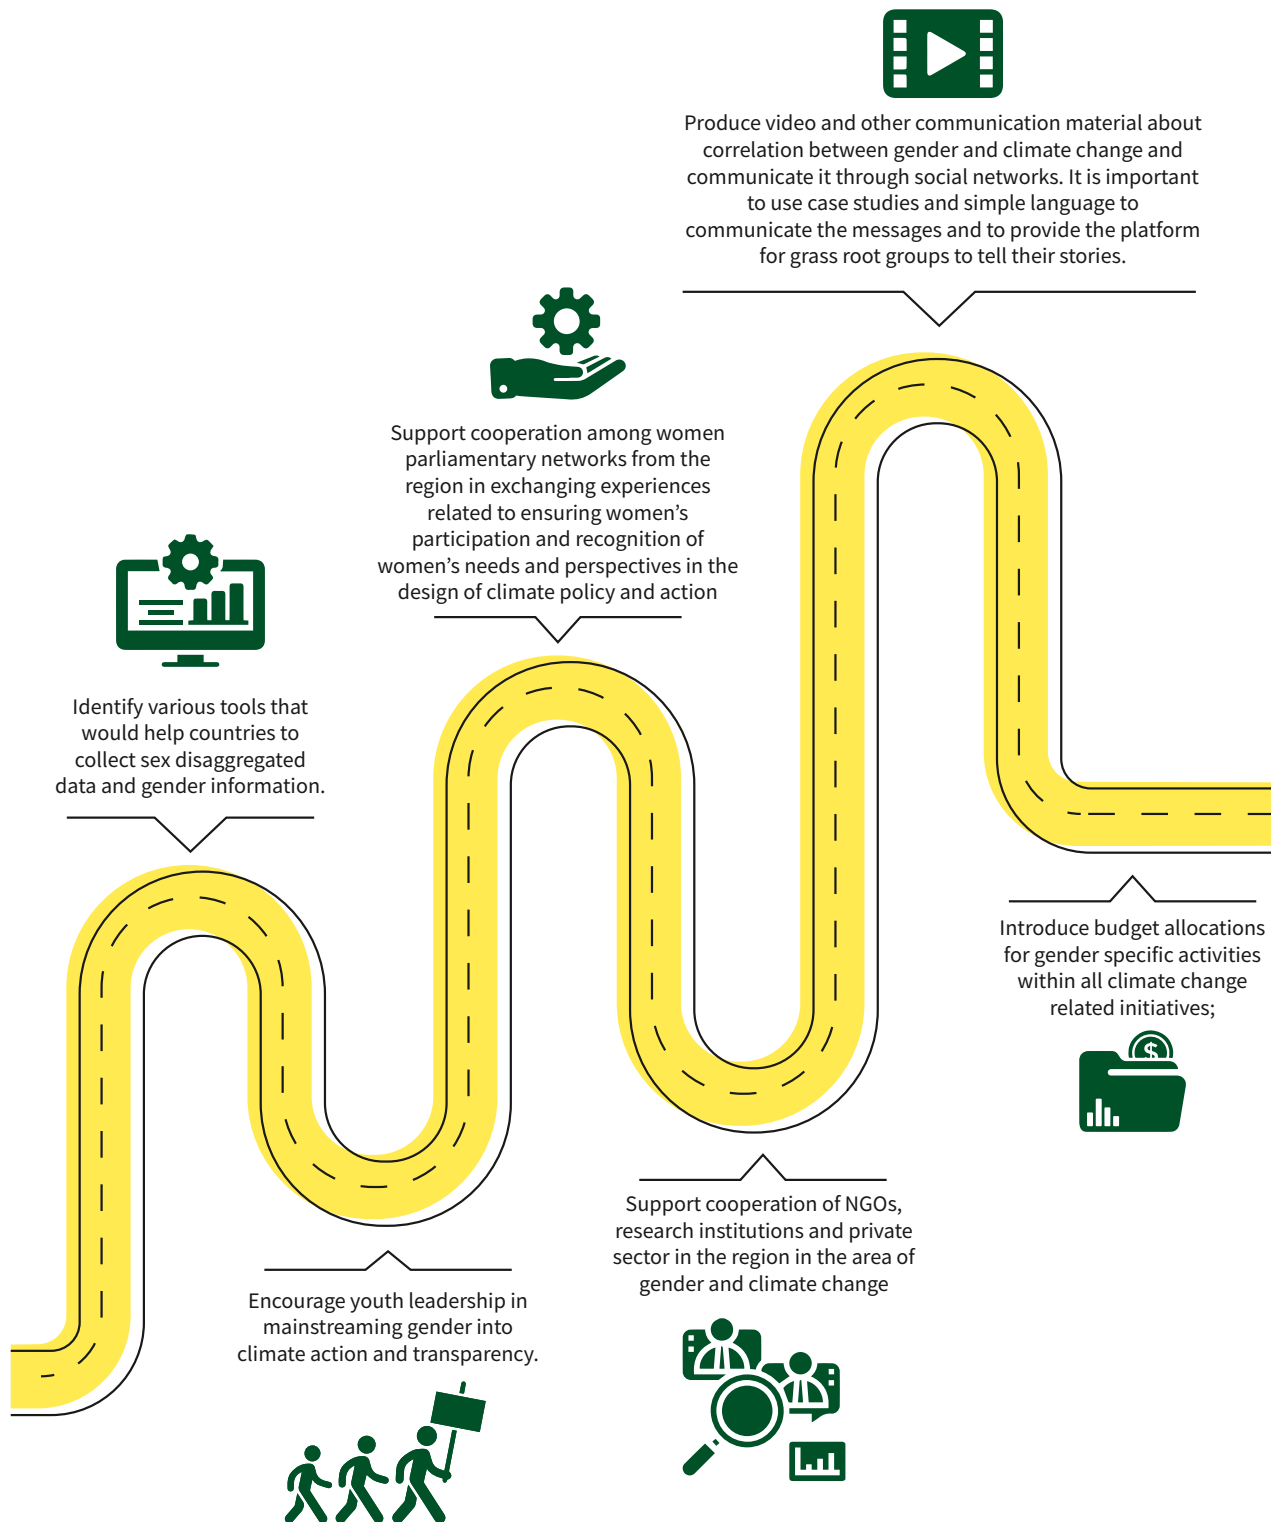 Produce video and other communication material about
correlation between gender and climate change and
communicate it through social networks. It is important
to use case studies and simple language to
communicate the messages and to provide the platform
for grass root groups to tell their stories.
Support cooperation among women
parliamentary networks from the
region in exchanging experiences
related to ensuring women’s
participation and recognition of
women’s needs and perspectives in the
design of climate policy and action
Identify various tools that
would help countries to
collect sex disaggregated
data and gender information.
Introduce budget allocations
for gender specific activities
within all climate change
related initiatives;
$
Support cooperation of NGOs,
research institutions and private
sector in the region in the area of
gender and climate change
Encourage youth leadership in
mainstreaming gender into
climate action and transparency.